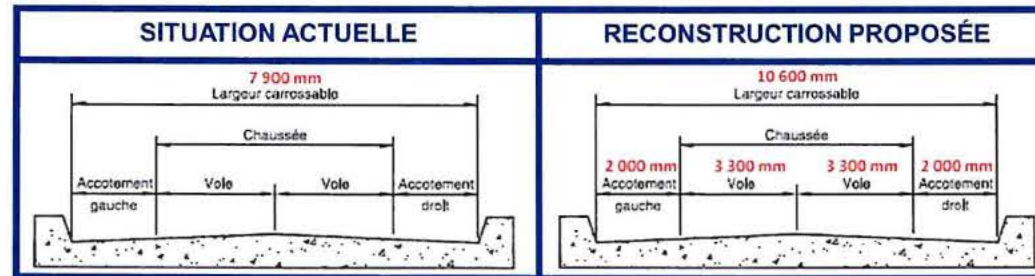 SITUATION ACTUELLE
7 900 mm
Largeur carrossable
Chaussée
Accotement gauche
Voie
Voie
Accotement droit
RECONSTRUCTION PROPOSÉE
10 600 mm
Largeur carrossable
Chaussée
2 000 mm
3 300 mm
3 300 mm
2 000 mm
Accotement gauche
Voie
Voie
Accotement droit